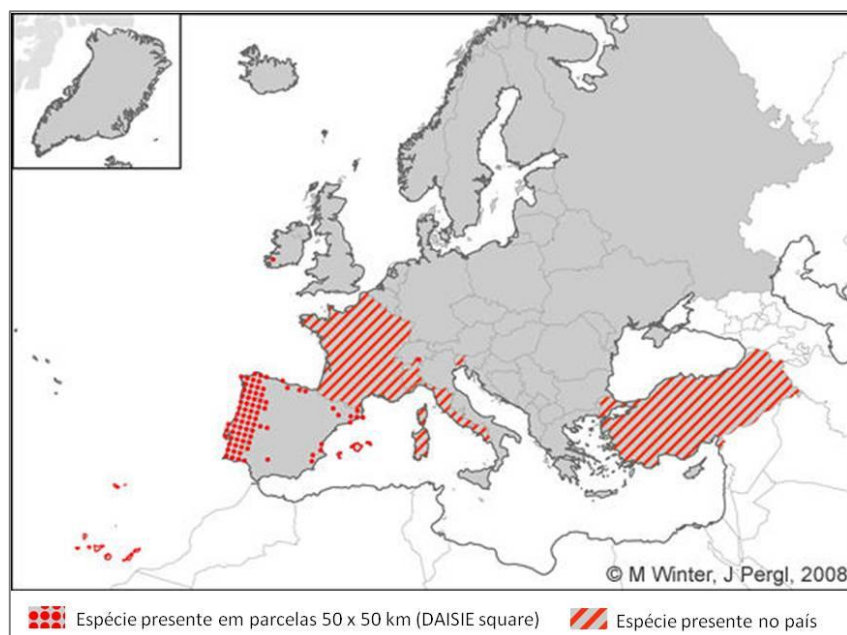 © M Winter, J Pergl, 2008
Espécie presente em parcelas 50 x 50 km (DAISIE square) Espécie presente no país